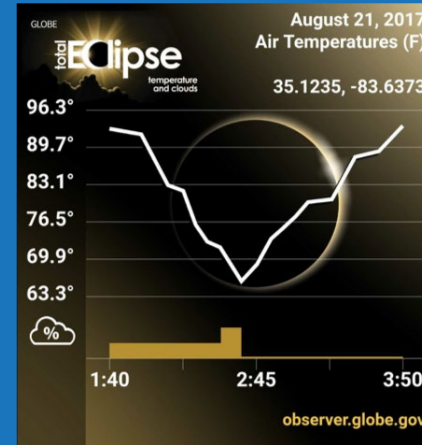 GLOBE
total
EClipse
temperature
and clouds
August 21, 2017
Air Temperatures (F)
35.1235, -83.6373
96.3°
89.7°
83.1°
76.5°
69.9°
63.3°
%
1:40 2:45 3:50
observer.globe.gov